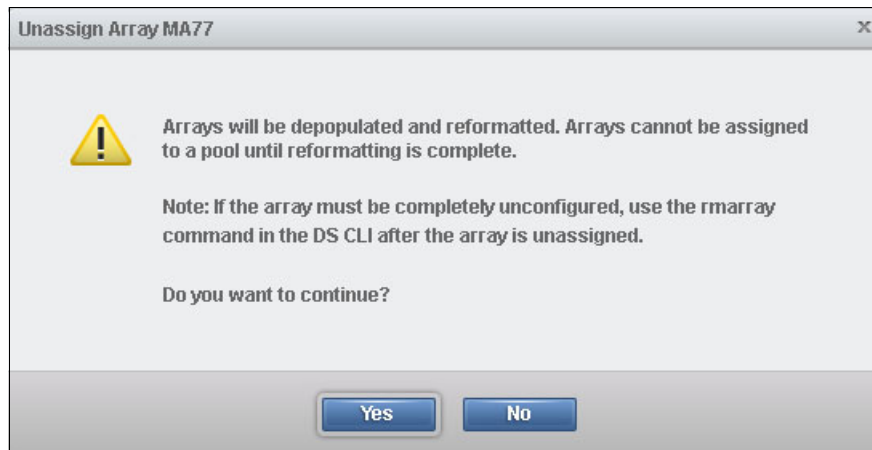 Unassign Array MA77
x
Arrays will be depopulated and reformatted. Arrays cannot be assigned
to a pool until reformatting is complete.
Note: If the array must be completely unconfigured, use the rmarray
command in the DS CLI after the array is unassigned.
Do you want to continue?
Yes
No